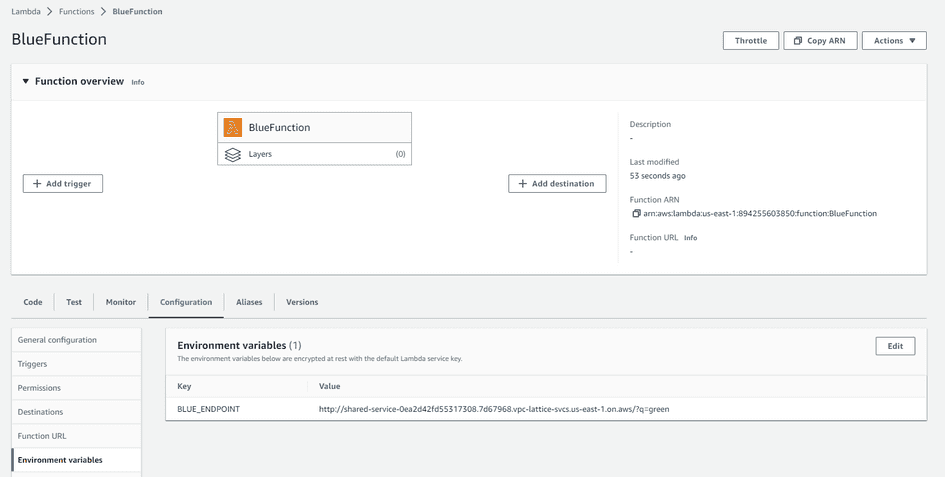 Lambda > Functions > BlueFunction
BlueFunction
Throttle Copy ARN Actions
Function overview Info
BlueFunction
Layers (0)
+ Add trigger
+ Add destination
Description
-
Last modified
53 seconds ago
Function ARN
arn:aws:lambda:us-east-1:894255603850:function:BlueFunction
Function URL Info
-
Code Test Monitor Configuration Aliases Versions
General configuration
Triggers
Permissions
Destinations
Function URL
Environment variables
Environment variables (1)
Edit
The environment variables below are encrypted at rest with the default Lambda service key.
Key Value
BLUE_ENDPOINT http://shared-service-0ea2d42fd55317308.7d67968.vpc-lattice-svcs.us-east-1.on.aws/?q=green